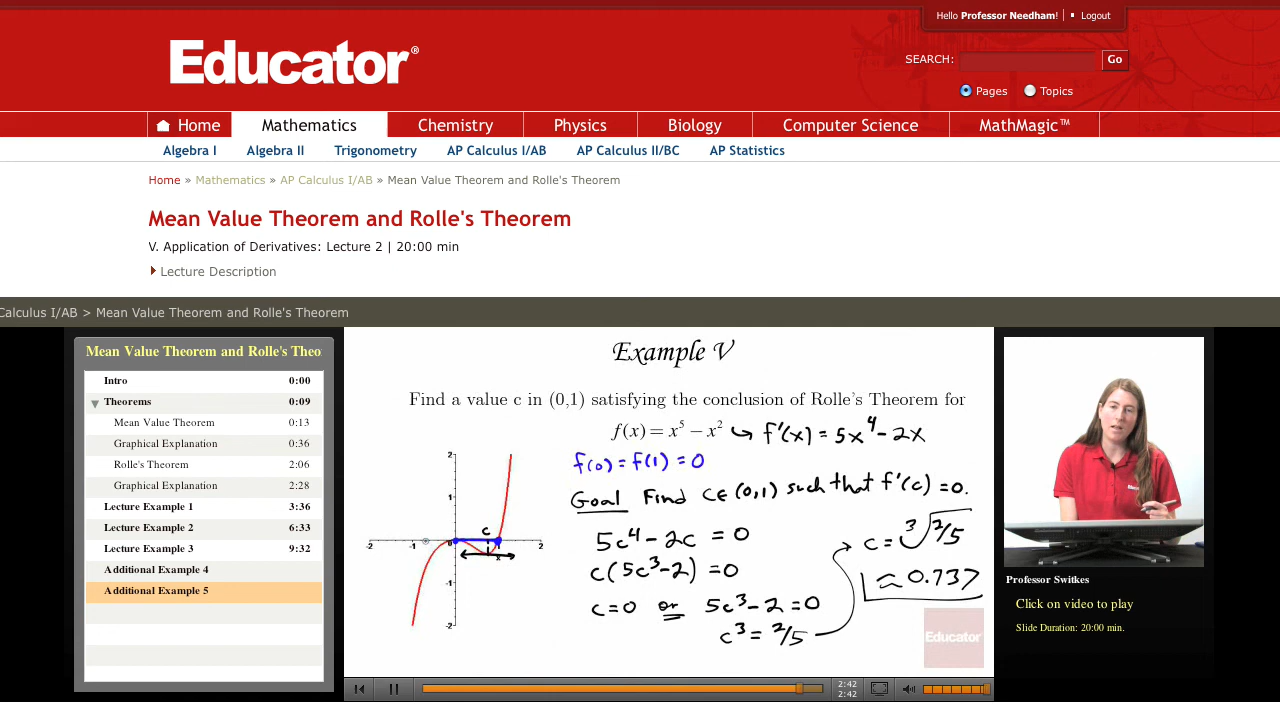 Hello Professor Needham! | ▪ Logout
Educator®
SEARCH: Go
Pages Topics
Home Mathematics Chemistry Physics Biology Computer Science MathMagic™
Algebra I Algebra II Trigonometry AP Calculus I/AB AP Calculus II/BC AP Statistics
Home » Mathematics » AP Calculus I/AB » Mean Value Theorem and Rolle's Theorem
Mean Value Theorem and Rolle's Theorem
V. Application of Derivatives: Lecture 2 | 20:00 min
Lecture Description
Calculus I/AB > Mean Value Theorem and Rolle's Theorem
Mean Value Theorem and Rolle's Theo
Intro 0:00
Theorems 0:09
Mean Value Theorem 0:13
Graphical Explanation 0:36
Rolle's Theorem 2:06
Graphical Explanation 2:28
Lecture Example 1 3:36
Lecture Example 2 6:33
Lecture Example 3 9:32
Additional Example 4
Additional Example 5
Example V
Find a value c in (0,1) satisfying the conclusion of Rolle's Theorem for
f(x) = x⁵ − x² ↪ f'(x) = 5x⁴ − 2x
f(0) = f(1) = 0
Goal Find c∈(0,1) such that f'(c) = 0.
5c⁴ − 2c = 0
c(5c³ − 2) = 0
c = 0 or 5c³ − 2 = 0
c³ = 2/5
c = ³√2/5
≈ 0.737
2
1
c
-2 -1 1 2
x
-1
-2
Educator
2:42
2:42
Professor Switkes
Click on video to play
Slide Duration: 20:00 min.